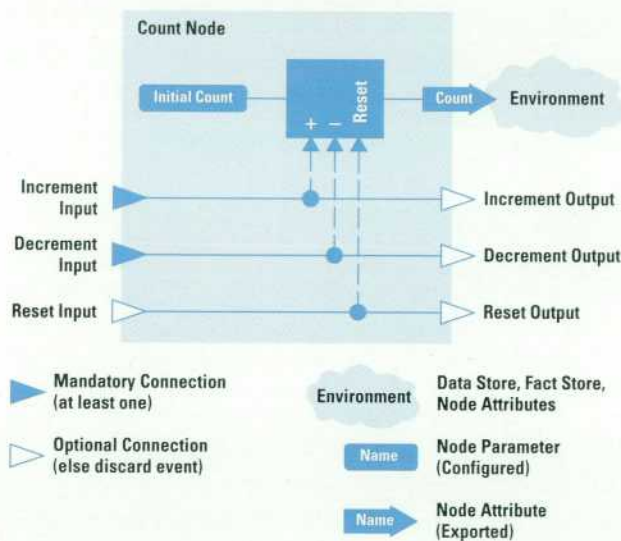 Count Node
Initial Count
+
−
Reset
Count
Environment
Increment
Input
Increment Output
Decrement
Input
Decrement Output
Reset Input
Reset Output
Mandatory Connection
(at least one)
Optional Connection
(else discard event)
Environment
Data Store, Fact Store,
Node Attributes
Name
Node Parameter
(Configured)
Name
Node Attribute
(Exported)